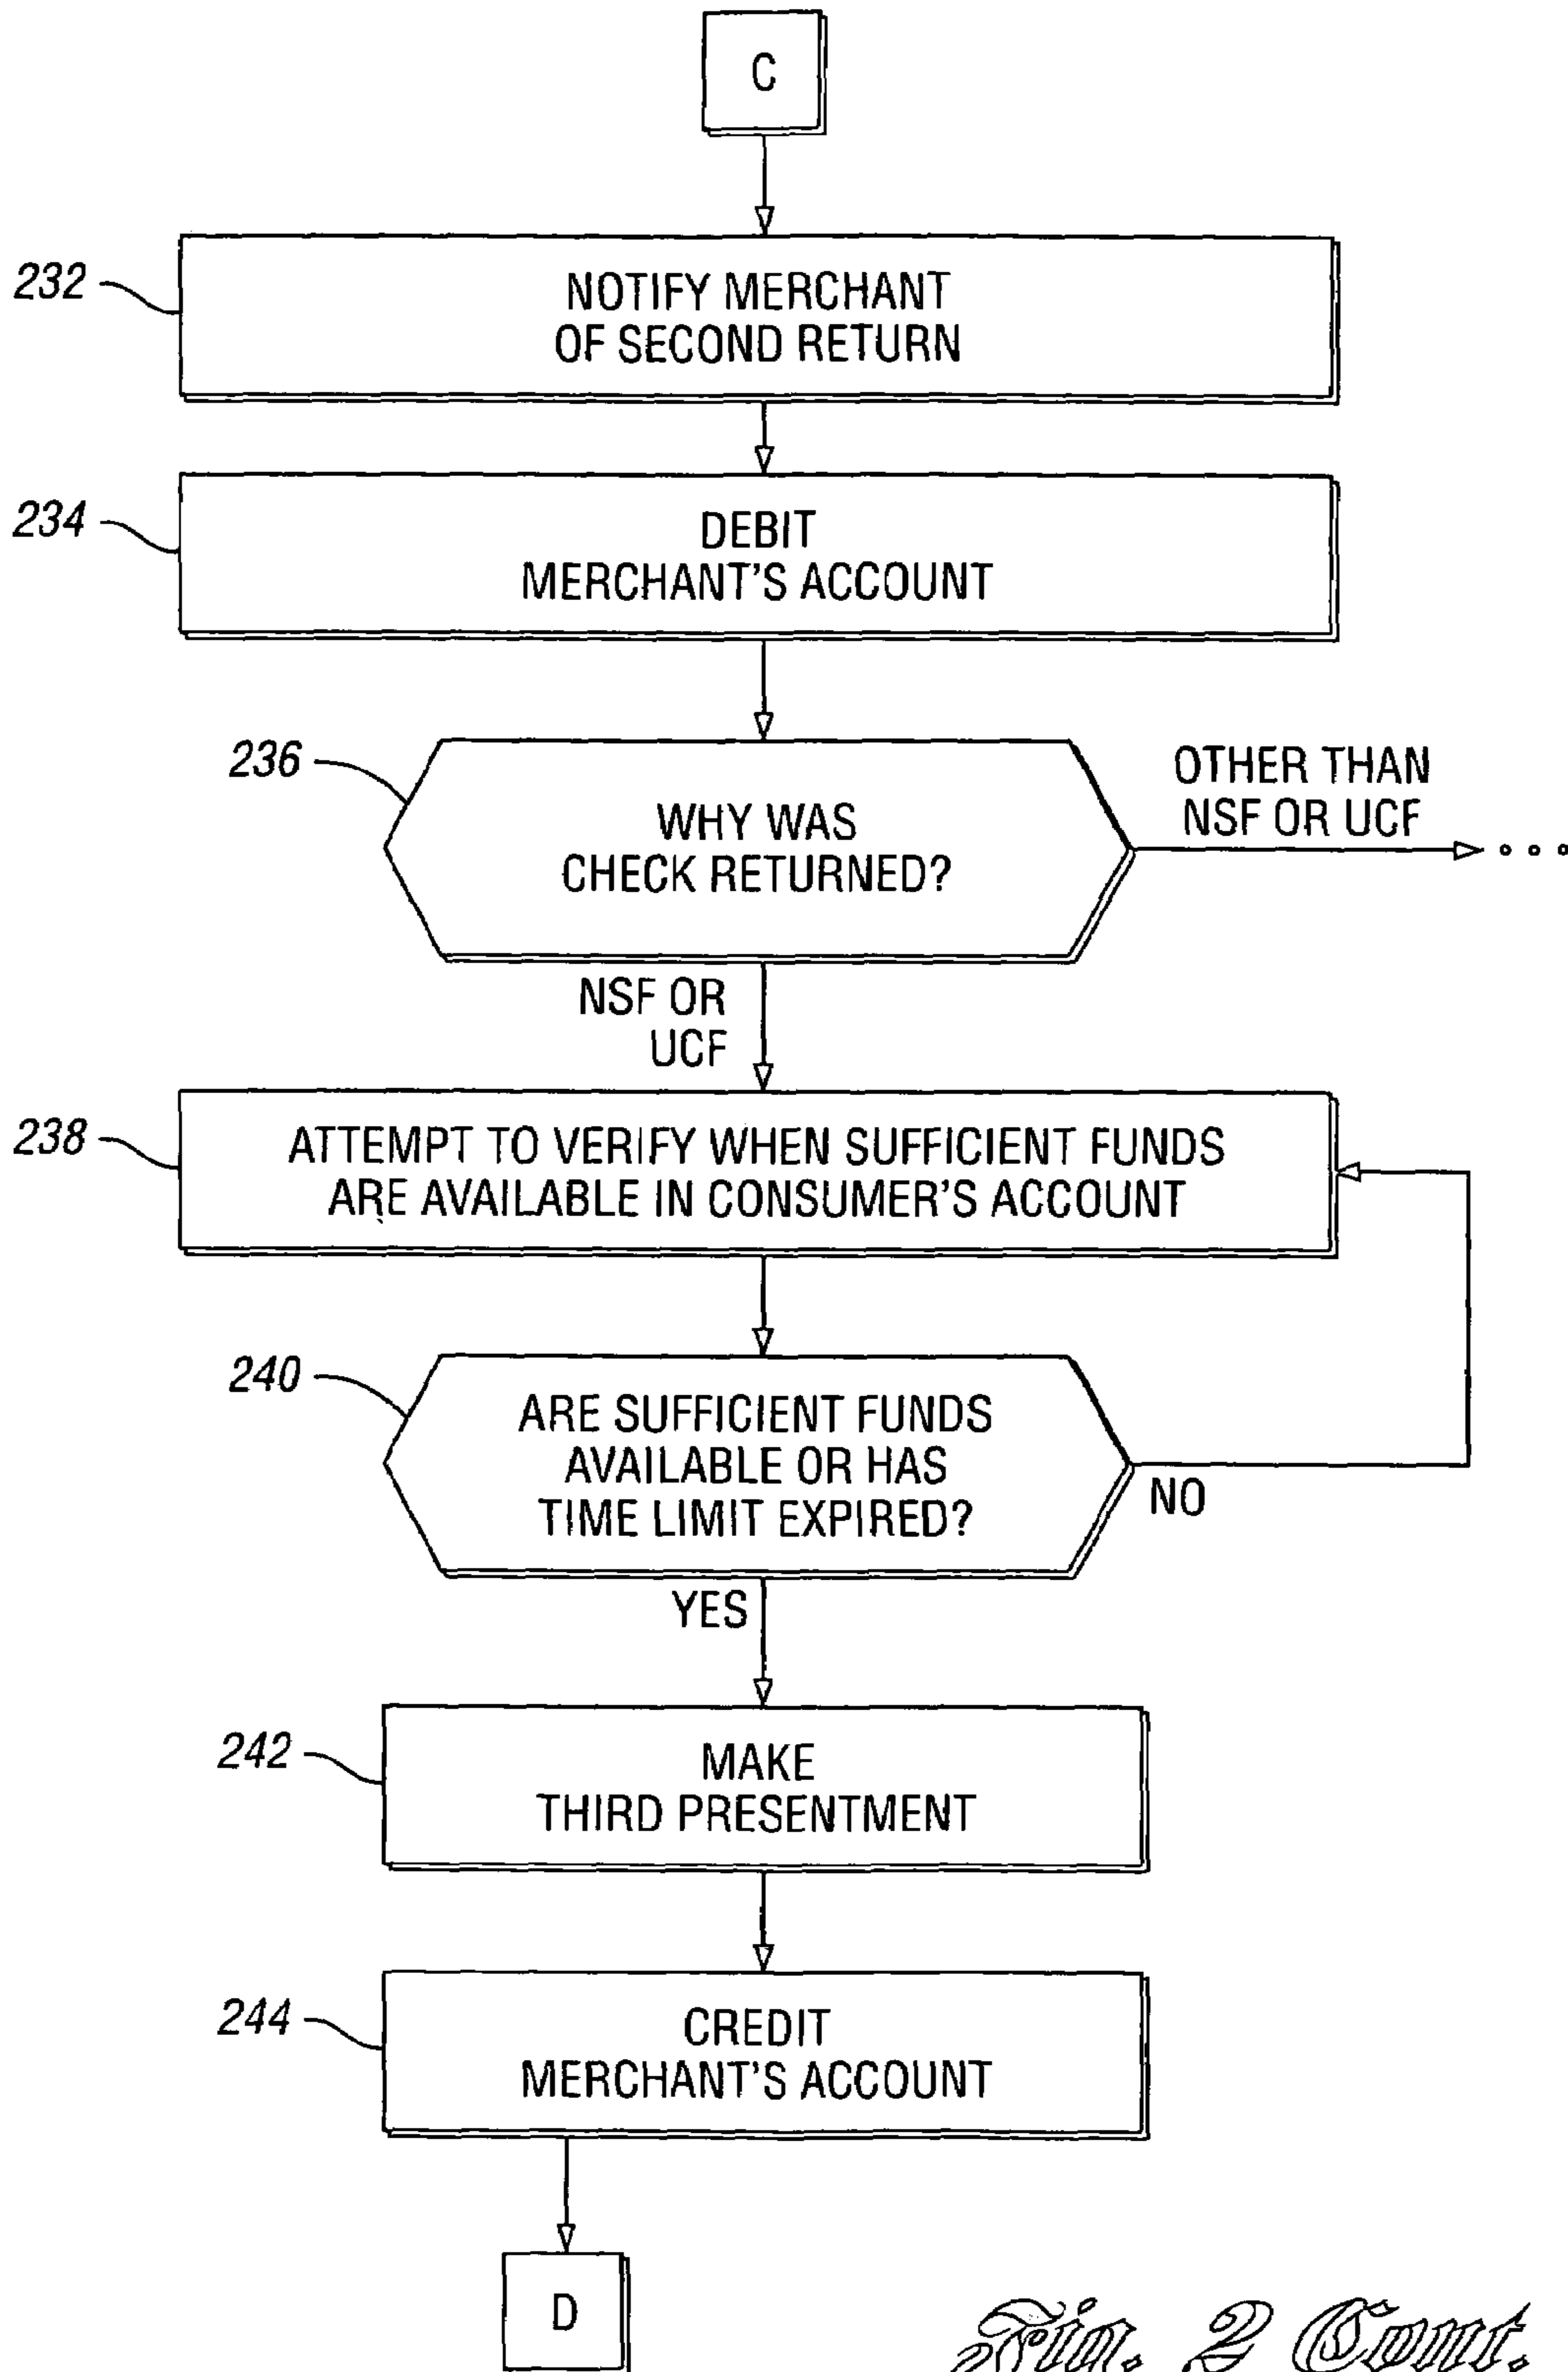 C
232
NOTIFY MERCHANT
OF SECOND RETURN
234
DEBIT
MERCHANT'S ACCOUNT
236
WHY WAS
CHECK RETURNED?
OTHER THAN
NSF OR UCF
NSF OR
UCF
238
ATTEMPT TO VERIFY WHEN SUFFICIENT FUNDS
ARE AVAILABLE IN CONSUMER'S ACCOUNT
240
ARE SUFFICIENT FUNDS
AVAILABLE OR HAS
TIME LIMIT EXPIRED?
NO
YES
242
MAKE
THIRD PRESENTMENT
244
CREDIT
MERCHANT'S ACCOUNT
D
Fig. 2 Cont.